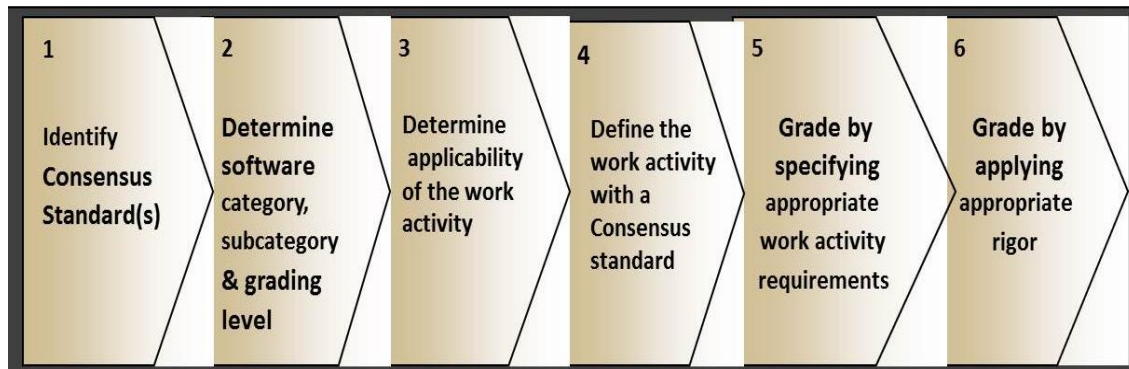 1
Identify
Consensus
Standard(s)
2
Determine
software
category,
subcategory
& grading
level
3
Determine
applicability
of the work
activity
4
Define the
work activity
with a
Consensus
standard
5
Grade by
specifying
appropriate
work activity
requirements
6
Grade by
applying
appropriate
rigor